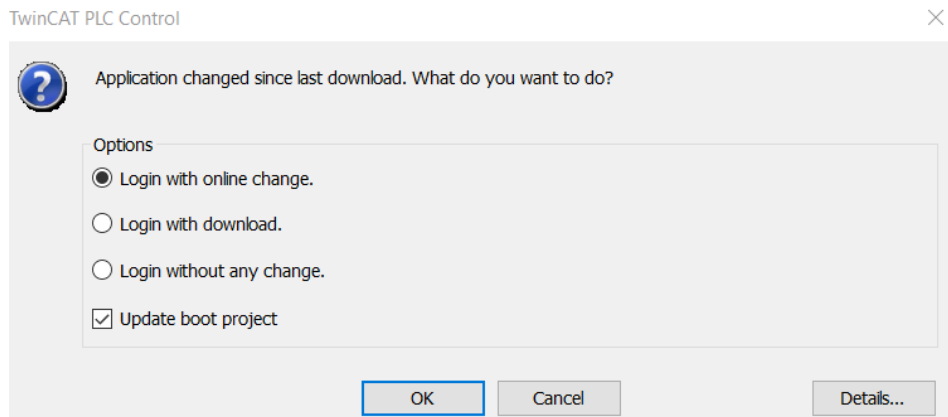 TwinCAT PLC Control
Application changed since last download. What do you want to do?
Options
Login with online change.
Login with download.
Login without any change.
Update boot project
OK
Cancel
Details...